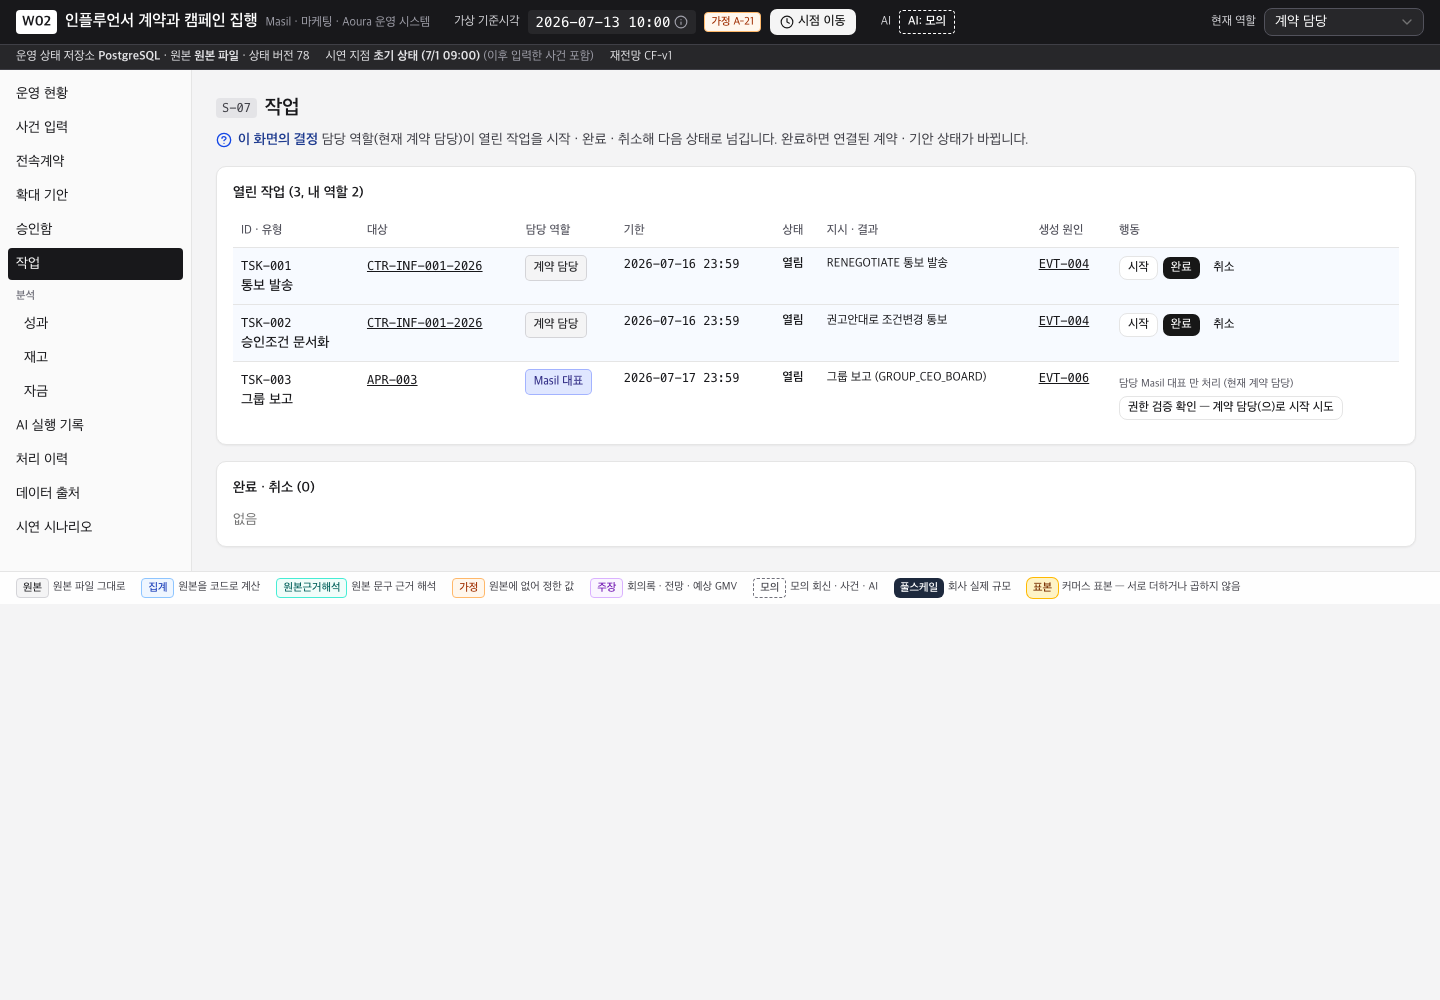 W02 인플루언서 계약과 캠페인 집행 Masil · 마케팅 · Aoura 운영 시스템 가상 기준시각 2026-07-13 10:00 가정 A-21 시점 이동 AI AI: 모의 현재 역할 계약 담당
운영 상태 저장소 PostgreSQL · 원본 원본 파일 · 상태 버전 78 시연 지점 초기 상태 (7/1 09:00) (이후 입력한 사건 포함) 재전망 CF-v1
운영 현황
사건 입력
전속계약
확대 기안
승인함
작업
분석
성과
재고
자금
AI 실행 기록
처리 이력
데이터 출처
시연 시나리오
S-07 작업
이 화면의 결정 담당 역할(현재 계약 담당)이 열린 작업을 시작 · 완료 · 취소해 다음 상태로 넘깁니다. 완료하면 연결된 계약 · 기안 상태가 바뀝니다.
열린 작업 (3, 내 역할 2)
ID · 유형 대상 담당 역할 기한 상태 지시 · 결과 생성 원인 행동
TSK-001 CTR-INF-001-2026 계약 담당 2026-07-16 23:59 열림 RENEGOTIATE 통보 발송 EVT-004 시작 완료 취소
통보 발송
TSK-002 CTR-INF-001-2026 계약 담당 2026-07-16 23:59 열림 권고안대로 조건변경 통보 EVT-004 시작 완료 취소
승인조건 문서화
TSK-003 APR-003 Masil 대표 2026-07-17 23:59 열림 그룹 보고 (GROUP_CEO_BOARD) EVT-006 담당 Masil 대표 만 처리 (현재 계약 담당)
그룹 보고 권한 검증 확인 — 계약 담당(으)로 시작 시도
완료 · 취소 (0)
없음
원본 원본 파일 그대로 집계 원본을 코드로 계산 원본근거해석 원본 문구 근거 해석 가정 원본에 없어 정한 값 주장 회의록 · 전망 · 예상 GMV 모의 모의 회신 · 사건 · AI 풀스케일 회사 실제 규모 표본 커머스 표본 — 서로 더하거나 곱하지 않음